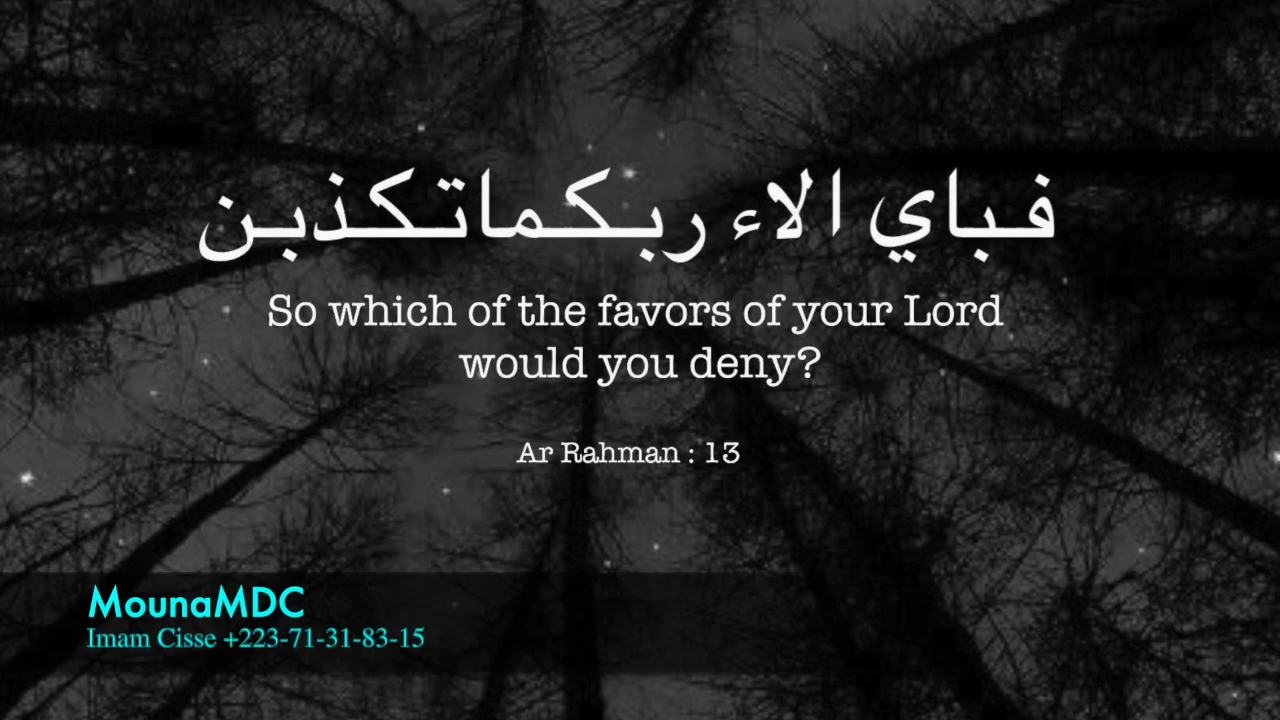 فباي الاء ربكماتكذبن
So which of the favors of your Lord
would you deny?
Ar Rahman : 13
MounaMDC
Imam Cisse +223-71-31-83-15